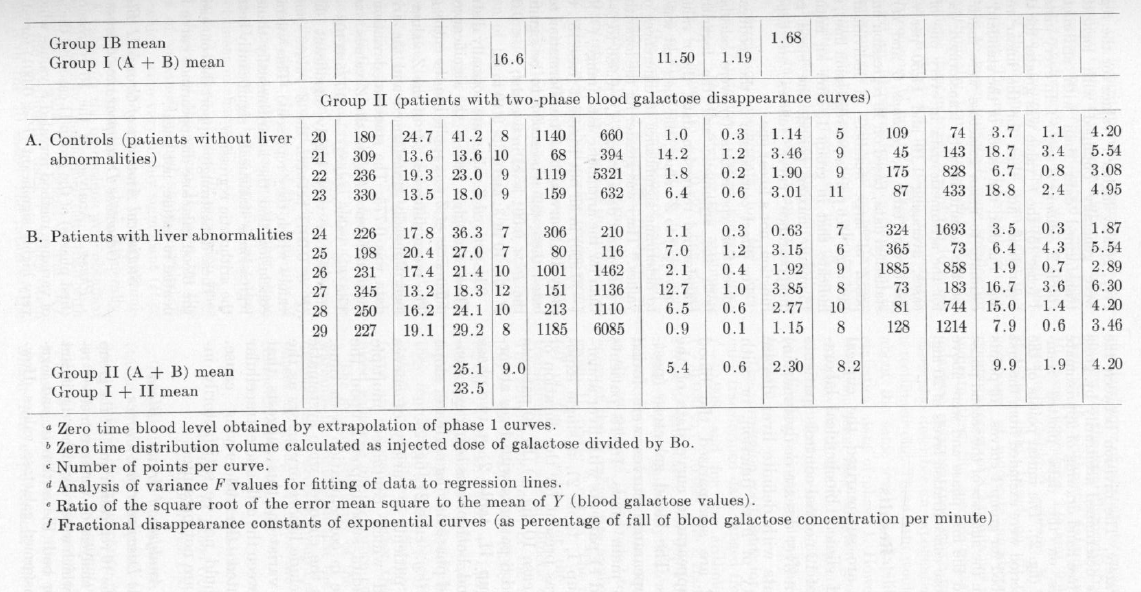 Group IB mean 1.68
Group I (A + B) mean 16.6 11.50 1.19
Group II (patients with two-phase blood galactose disappearance curves)
A. Controls (patients without liver 20 180 24.7 41.2 8 1140 660 1.0 0.3 1.14 5 109 74 3.7 1.1 4.20
abnormalities) 21 309 13.6 13.6 10 68 394 14.2 1.2 3.46 9 45 143 18.7 3.4 5.54
22 236 19.3 23.0 9 1119 5321 1.8 0.2 1.90 9 175 828 6.7 0.8 3.08
23 330 13.5 18.0 9 159 632 6.4 0.6 3.01 11 87 433 18.8 2.4 4.95
B. Patients with liver abnormalities 24 226 17.8 36.3 7 306 210 1.1 0.3 0.63 7 324 1693 3.5 0.3 1.87
25 198 20.4 27.0 7 80 116 7.0 1.2 3.15 6 365 73 6.4 4.3 5.54
26 231 17.4 21.4 10 1001 1462 2.1 0.4 1.92 9 1885 858 1.9 0.7 2.89
27 345 13.2 18.3 12 151 1136 12.7 1.0 3.85 8 73 183 16.7 3.6 6.30
28 250 16.2 24.1 10 213 1110 6.5 0.6 2.77 10 81 744 15.0 1.4 4.20
29 227 19.1 29.2 8 1185 6085 0.9 0.1 1.15 8 128 1214 7.9 0.6 3.46
Group II (A + B) mean 25.1 9.0 5.4 0.6 2.30 8.2 9.9 1.9 4.20
Group I + II mean 23.5
a Zero time blood level obtained by extrapolation of phase 1 curves.
b Zero time distribution volume calculated as injected dose of galactose divided by Bo.
c Number of points per curve.
d Analysis of variance F values for fitting of data to regression lines.
e Ratio of the square root of the error mean square to the mean of Y (blood galactose values).
f Fractional disappearance constants of exponential curves (as percentage of fall of blood galactose concentration per minute)